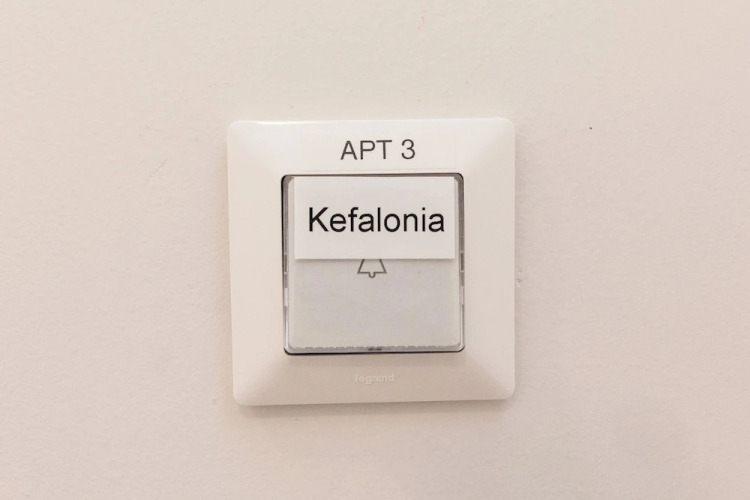 APT 3
Kefalonia
legrand